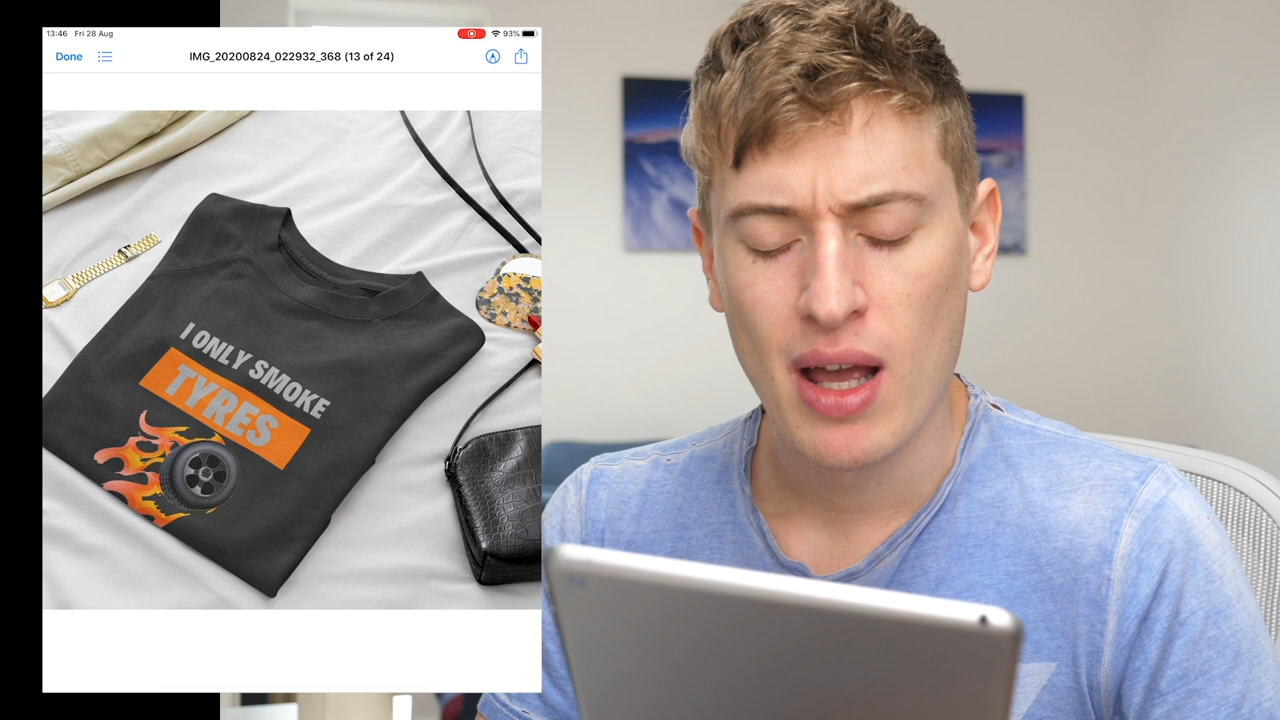 13:46 Fri 28 Aug
93%
Done
IMG_20200824_022932_368 (13 of 24)
I ONLY SMOKE
TYRES